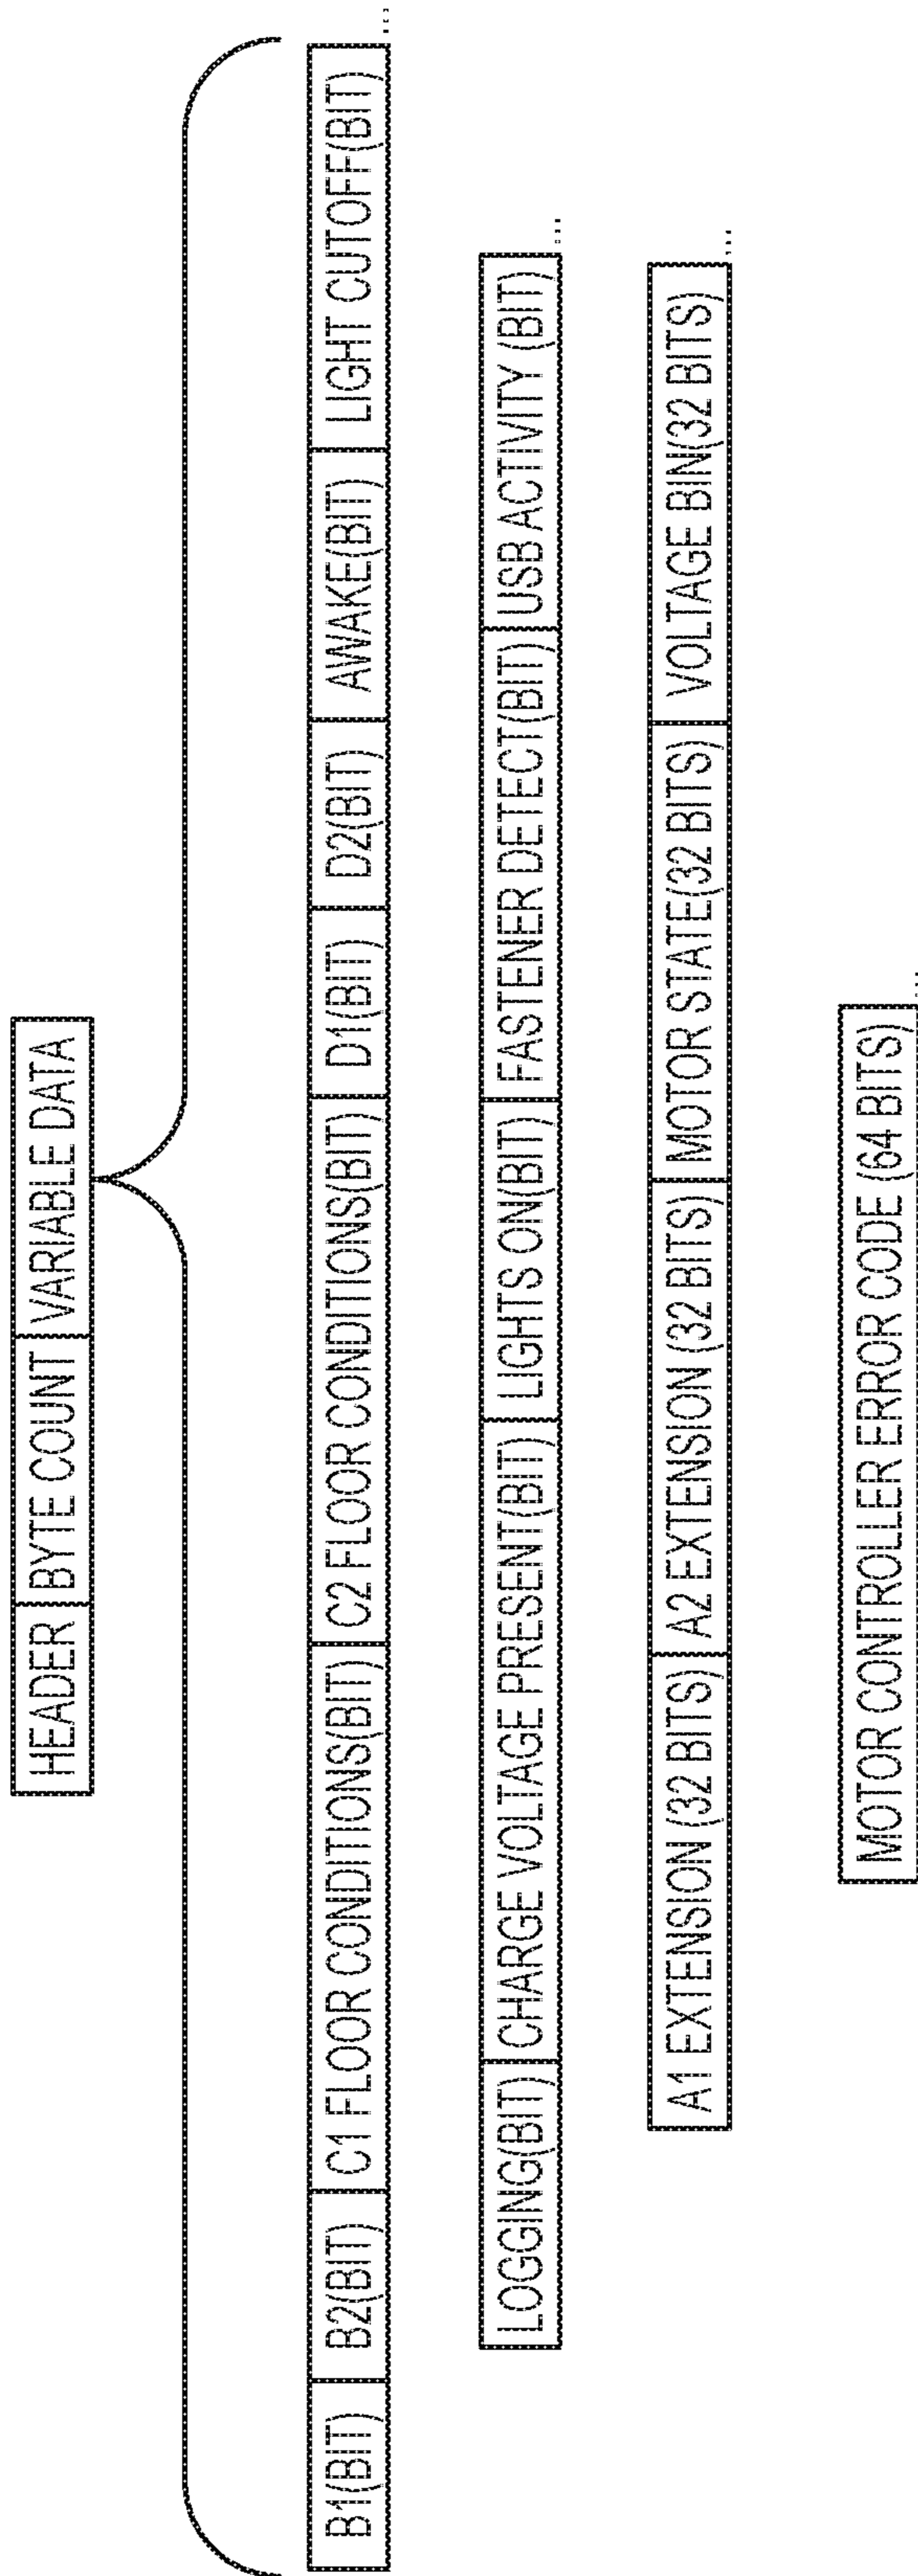 HEADER BYTE COUNT VARIABLE DATA
B1(BIT) B2(BIT) C1 FLOOR CONDITIONS(BIT) C2 FLOOR CONDITIONS(BIT) D1(BIT) D2(BIT) AWAKE(BIT) LIGHT CUTOFF(BIT) ...
LOGGING(BIT) CHARGE VOLTAGE PRESENT(BIT) LIGHTS ON(BIT) FASTENER DETECT(BIT) USB ACTIVITY (BIT) ...
A1 EXTENSION (32 BITS) A2 EXTENSION (32 BITS) MOTOR STATE(32 BITS) VOLTAGE BIN(32 BITS) ...
MOTOR CONTROLLER ERROR CODE (64 BITS) ...